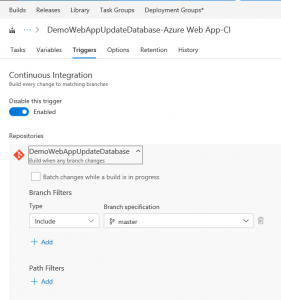 Builds Releases Library Task Groups Deployment Groups*
... > DemoWebAppUpdateDatabase-Azure Web App-CI
Tasks Variables Triggers Options Retention History
Continuous Integration
Build every change to matching branches
Disable this trigger
Enabled
Repositories
DemoWebAppUpdateDatabase
Build when any branch changes
Batch changes while a build is in progress
Branch Filters
Type Branch specification
Include master
+ Add
Path Filters
+ Add